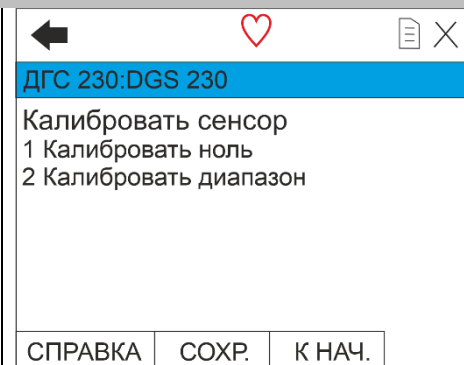 ДГС 230:DGS 230
Калибровать сенсор
1 Калибровать ноль
2 Калибровать диапазон
СПРАВКА СОХР. К НАЧ.